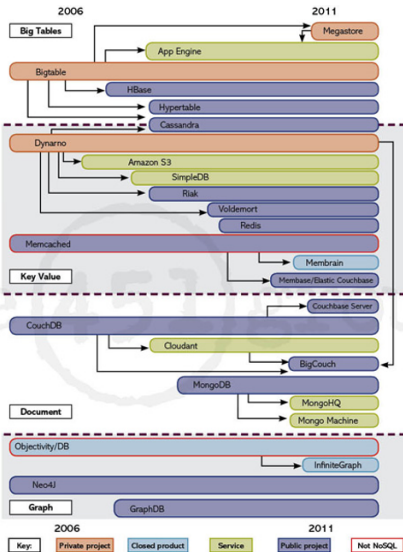 2006 2011
Big Tables
Megastore
App Engine
Bigtable
HBase
Hypertable
Cassandra
Dynarno
Amazon S3
SimpleDB
Riak
Voldemort
Redis
Memcached
Membrain
Key Value
Membase/Elastic Couchbase
Couchbase Server
CouchDB
Cloudant
BigCouch
MongoDB
MongoHQ
Document
Mongo Machine
Objectivity/DB
InfiniteGraph
Neo4J
Graph
GraphDB
2006 2011
Key: Private project Closed product Service Public project Not NoSQL